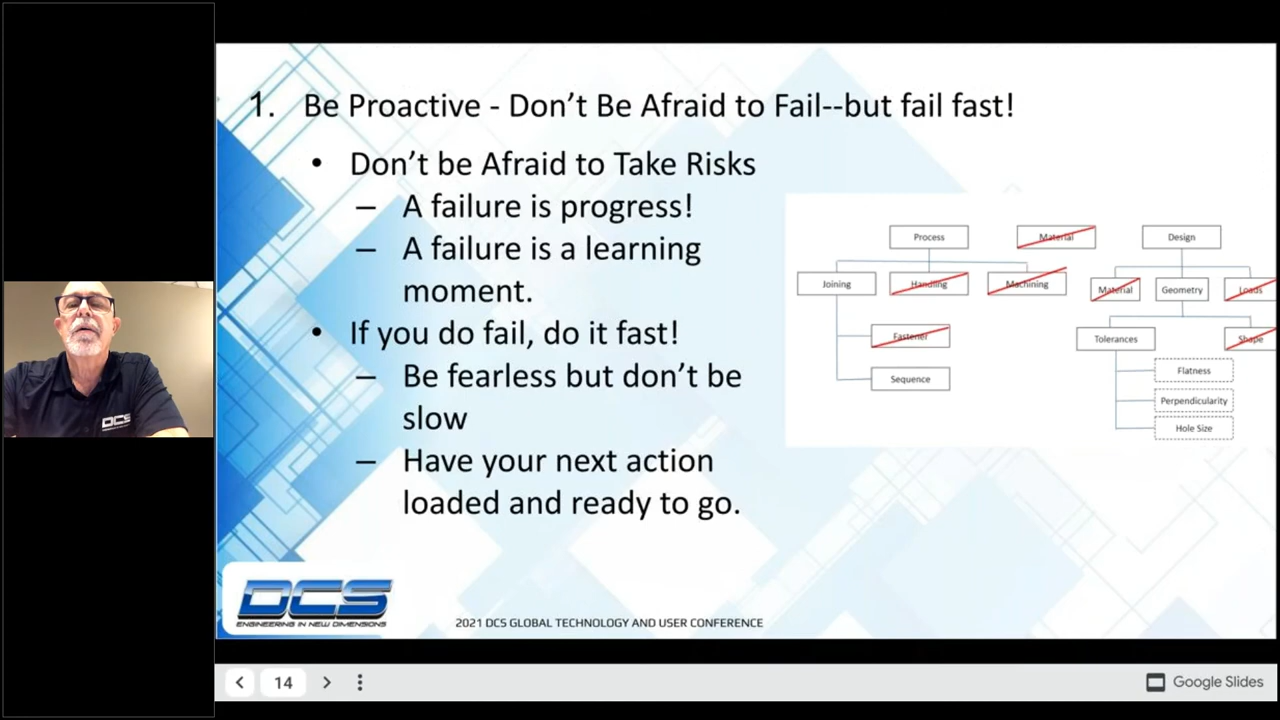 1. Be Proactive - Don't Be Afraid to Fail--but fail fast!
• Don't be Afraid to Take Risks
– A failure is progress!
– A failure is a learning
moment.
• If you do fail, do it fast!
– Be fearless but don't be
slow
– Have your next action
loaded and ready to go.
Process
Material
Design
Joining
Handling
Machining
Material
Geometry
Loads
Fastener
Tolerances
Shape
Sequence
Flatness
Perpendicularity
Hole Size
DCS
DCS
ENGINEERING IN NEW DIMENSIONS
2021 DCS GLOBAL TECHNOLOGY AND USER CONFERENCE
14
Google Slides